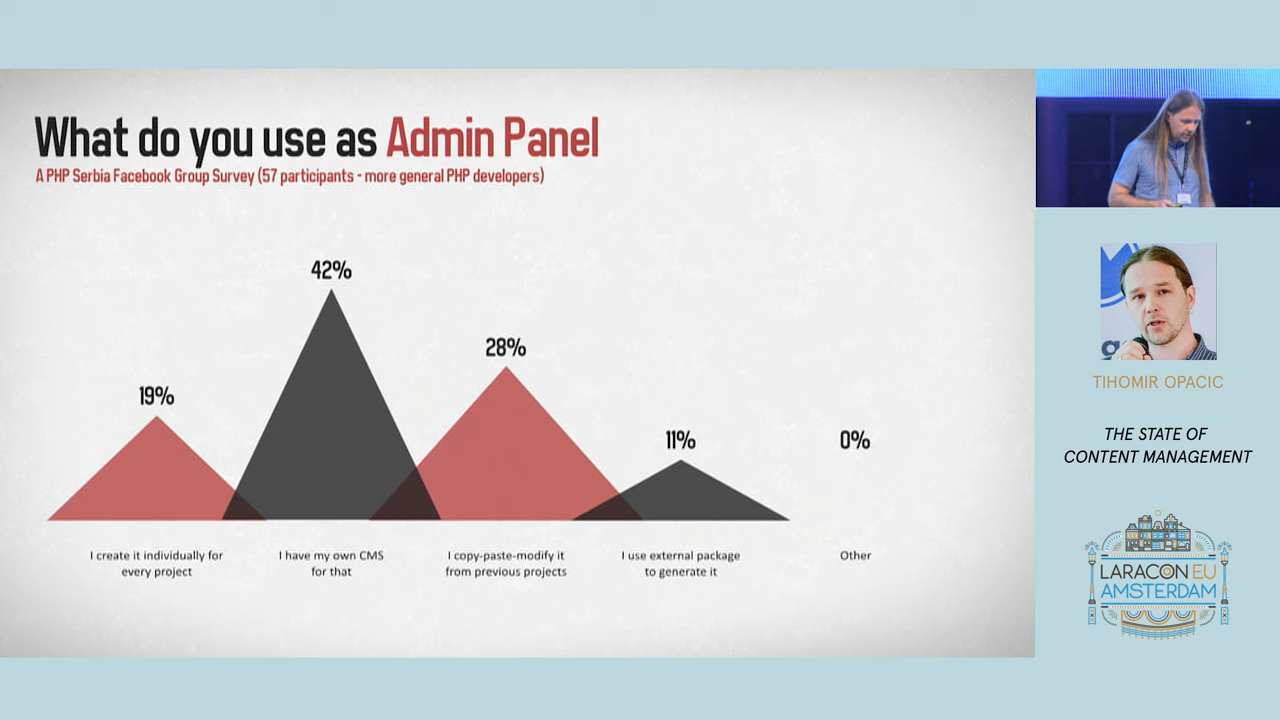 What do you use as Admin Panel
A PHP Serbia Facebook Group Survey (57 participants - more general PHP developers)
42%
28%
19%
11%
0%
I create it individually for
every project
I have my own CMS
for that
I copy-paste-modify it
from previous projects
I use external package
to generate it
Other
TIHOMIR OPACIC
THE STATE OF
CONTENT MANAGEMENT
LARACON EU
AMSTERDAM